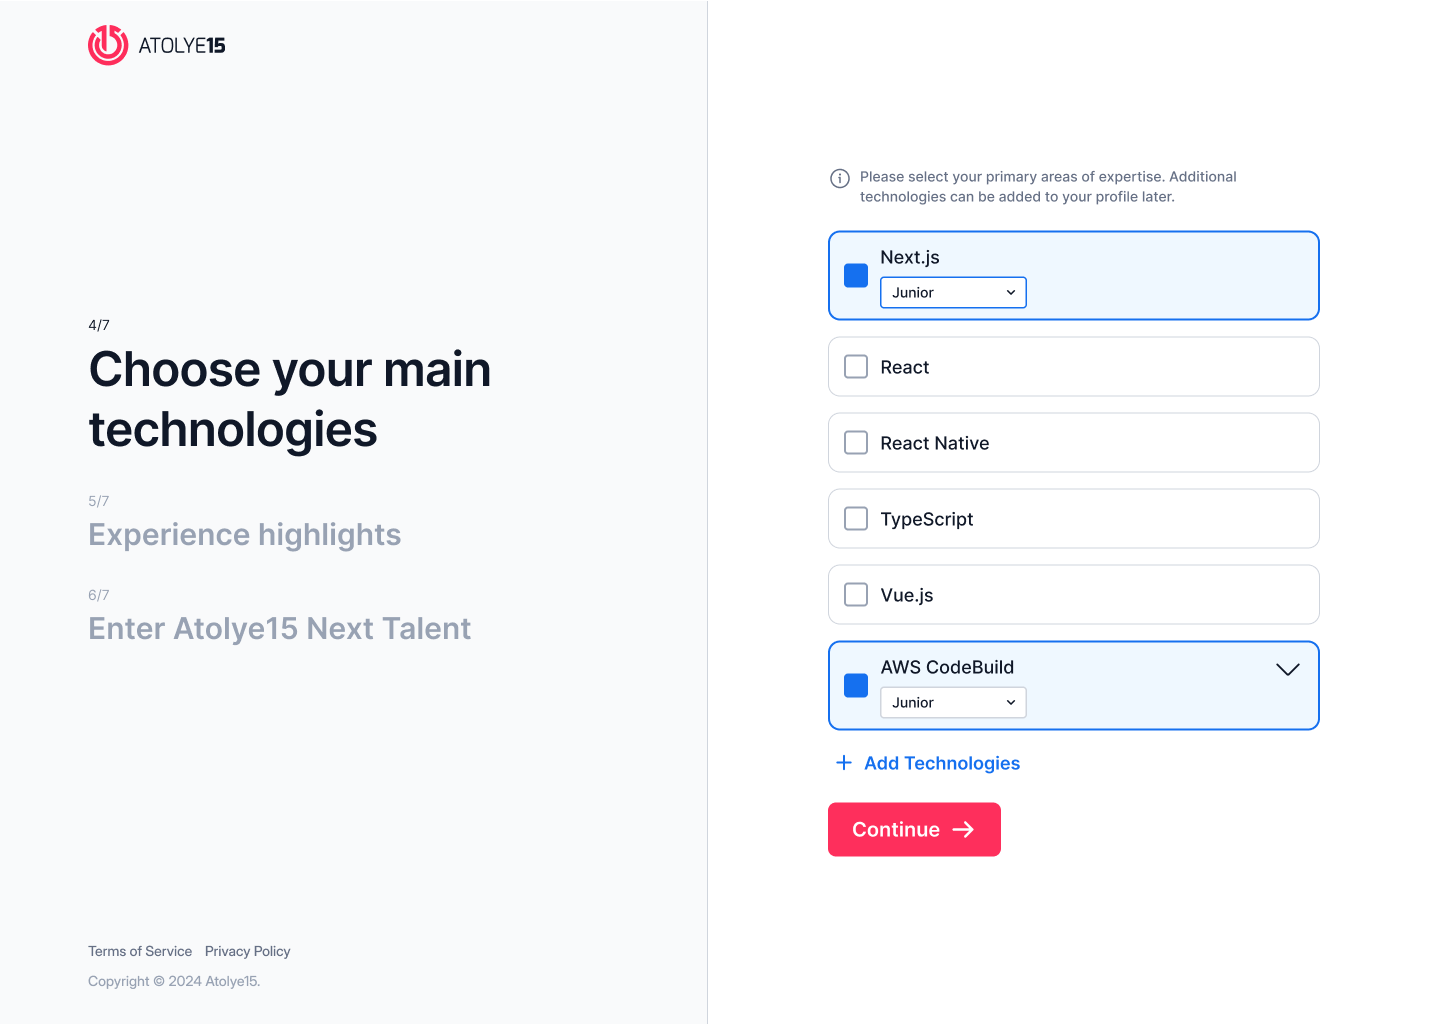 ATOLYE15
4/7
Choose your main
technologies
5/7
Experience highlights
6/7
Enter Atolye15 Next Talent
Terms of Service Privacy Policy
Copyright © 2024 Atolye15.
Please select your primary areas of expertise. Additional
technologies can be added to your profile later.
Next.js
Junior
React
React Native
TypeScript
Vue.js
AWS CodeBuild
Junior
Add Technologies
Continue